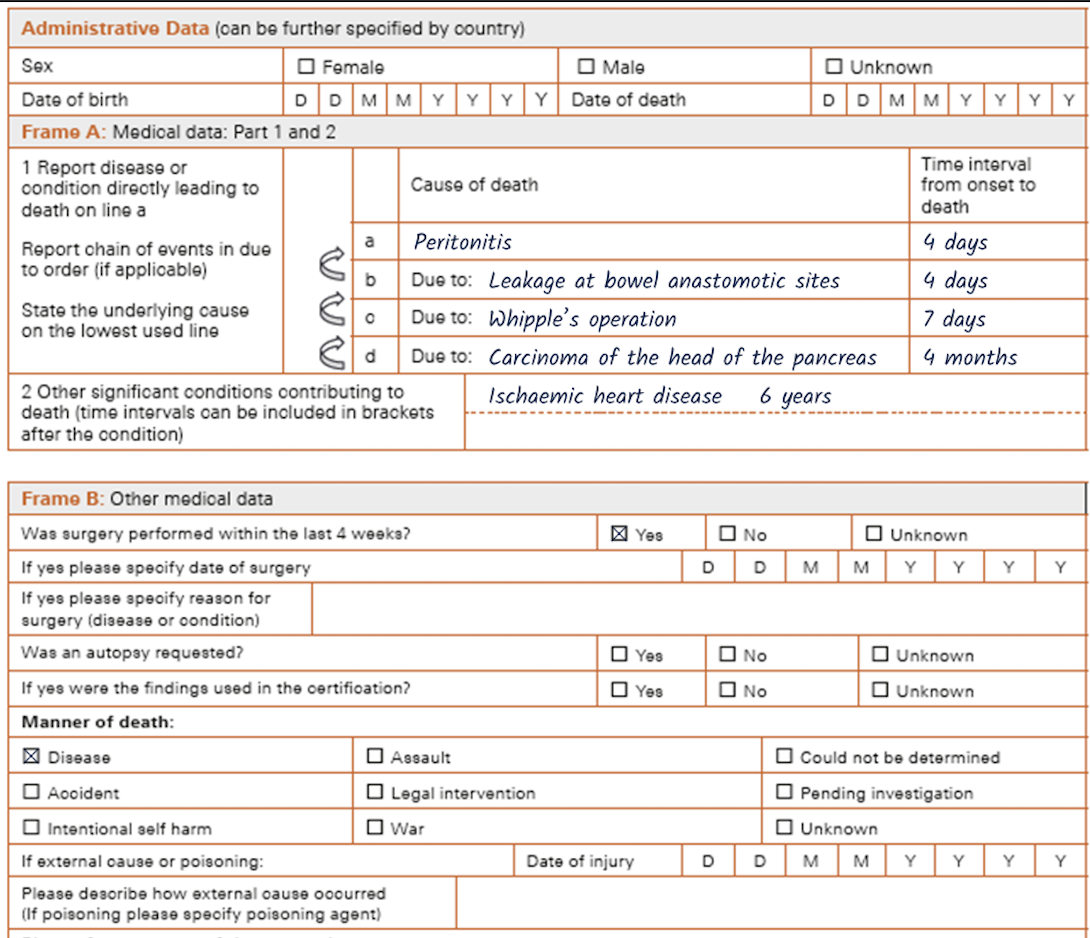 Administrative Data (can be further specified by country)
Sex ☐ Female ☐ Male ☐ Unknown
Date of birth D D M M Y Y Y Y Date of death D D M M Y Y Y Y
Frame A: Medical data: Part 1 and 2
1 Report disease or
condition directly leading to
death on line a
Report chain of events in due
to order (if applicable)
State the underlying cause
on the lowest used line
Cause of death
Time interval
from onset to
death
a Peritonitis 4 days
b Due to: Leakage at bowel anastomotic sites 4 days
c Due to: Whipple's operation 7 days
d Due to: Carcinoma of the head of the pancreas 4 months
2 Other significant conditions contributing to
death (time intervals can be included in brackets
after the condition)
Ischaemic heart disease 6 years
Frame B: Other medical data
Was surgery performed within the last 4 weeks? ☒ Yes ☐ No ☐ Unknown
If yes please specify date of surgery D D M M Y Y Y Y
If yes please specify reason for
surgery (disease or condition)
Was an autopsy requested? ☐ Yes ☐ No ☐ Unknown
If yes were the findings used in the certification? ☐ Yes ☐ No ☐ Unknown
Manner of death:
☒ Disease ☐ Assault ☐ Could not be determined
☐ Accident ☐ Legal intervention ☐ Pending investigation
☐ Intentional self harm ☐ War ☐ Unknown
If external cause or poisoning: Date of injury D D M M Y Y Y Y
Please describe how external cause occurred
(If poisoning please specify poisoning agent)